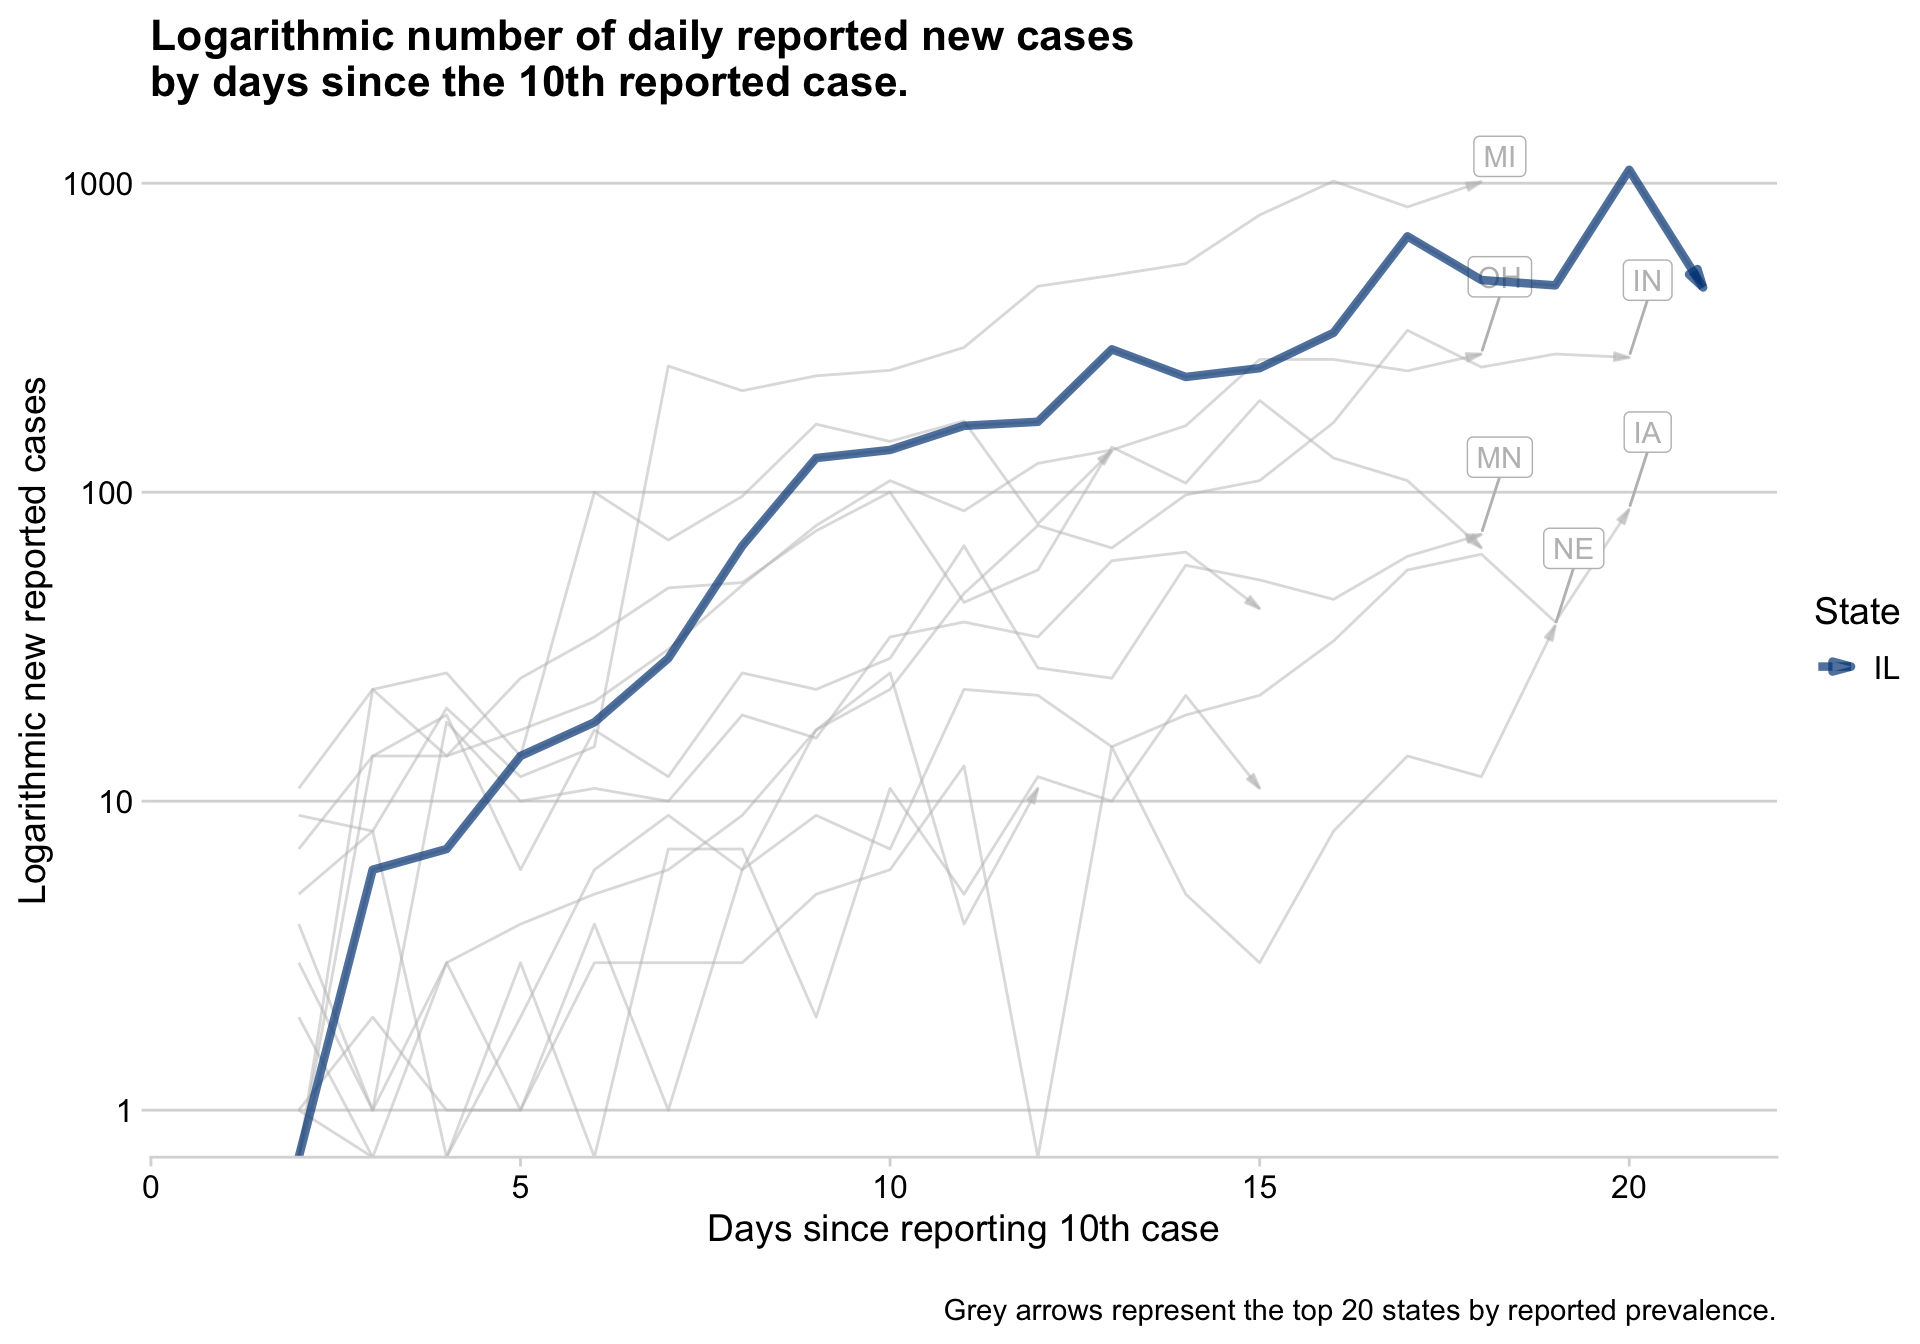 Logarithmic number of daily reported new cases
by days since the 10th reported case.
Logarithmic new reported cases
1000
100
10
1
MI
OH
IN
IA
MN
NE
State
IL
0
5
10
15
20
Days since reporting 10th case
Grey arrows represent the top 20 states by reported prevalence.